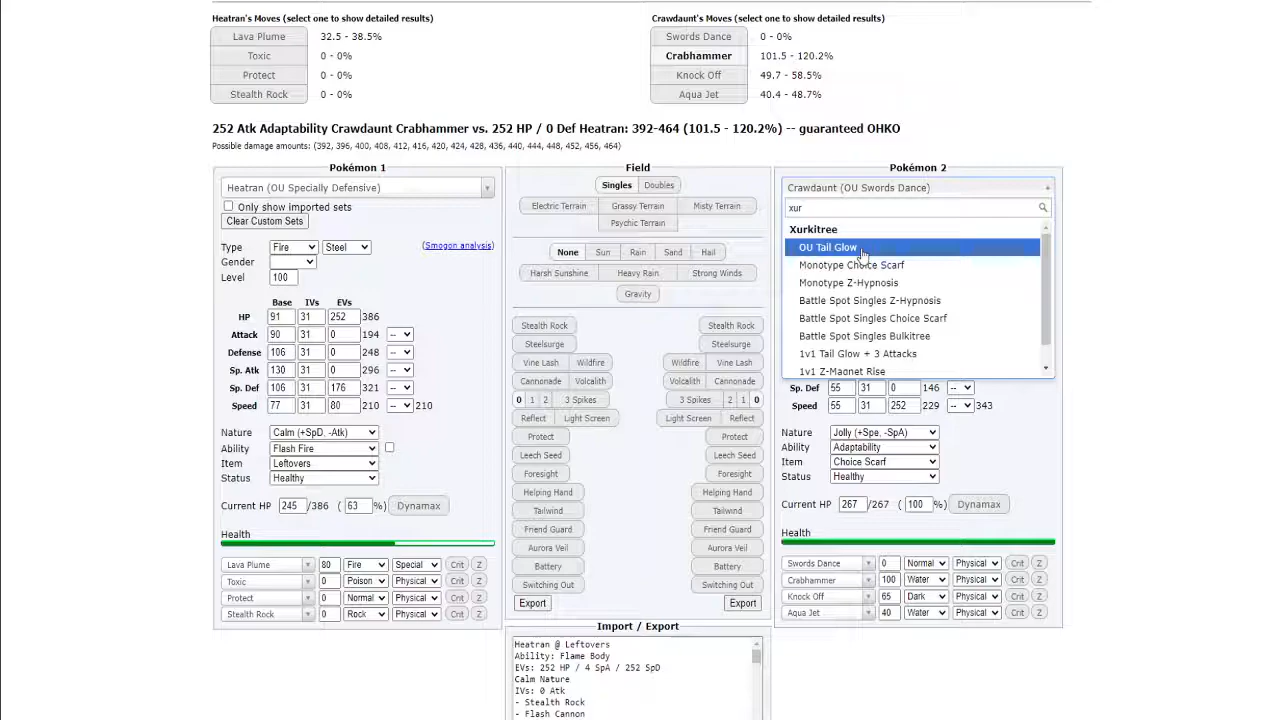 Heatran's Moves (select one to show detailed results)
Lava Plume 32.5 - 38.5%
Toxic 0 - 0%
Protect 0 - 0%
Stealth Rock 0 - 0%
Crawdaunt's Moves (select one to show detailed results)
Swords Dance 0 - 0%
Crabhammer 101.5 - 120.2%
Knock Off 49.7 - 58.5%
Aqua Jet 40.4 - 48.7%
252 Atk Adaptability Crawdaunt Crabhammer vs. 252 HP / 0 Def Heatran: 392-464 (101.5 - 120.2%) -- guaranteed OHKO
Possible damage amounts: (392, 396, 400, 408, 412, 416, 420, 424, 428, 436, 440, 444, 448, 452, 456, 464)
Pokémon 1
Heatran (OU Specially Defensive)
Only show imported sets
Clear Custom Sets
Type Fire Steel (Smogon analysis)
Gender
Level 100
Base IVs EVs
HP 91 31 252 386
Attack 90 31 0 194 --
Defense 106 31 0 248 --
Sp. Atk 130 31 0 296 --
Sp. Def 106 31 176 321 --
Speed 77 31 80 210 -- 210
Nature Calm (+SpD, -Atk)
Ability Flash Fire
Item Leftovers
Status Healthy
Current HP 245 /386 ( 63 %) Dynamax
Health
Lava Plume 80 Fire Special Crit Z
Toxic 0 Poison Physical Crit Z
Protect 0 Normal Physical Crit Z
Stealth Rock 0 Rock Physical Crit Z
Field
Singles Doubles
Electric Terrain Grassy Terrain Misty Terrain
Psychic Terrain
None Sun Rain Sand Hail
Harsh Sunshine Heavy Rain Strong Winds
Gravity
Stealth Rock Stealth Rock
Steelsurge Steelsurge
Vine Lash Wildfire Wildfire Vine Lash
Cannonade Volcalith Volcalith Cannonade
0 1 2 3 Spikes 3 Spikes 2 1 0
Reflect Light Screen Light Screen Reflect
Protect Protect
Leech Seed Leech Seed
Foresight Foresight
Helping Hand Helping Hand
Tailwind Tailwind
Friend Guard Friend Guard
Aurora Veil Aurora Veil
Battery Battery
Switching Out Switching Out
Export Export
Import / Export
Heatran @ Leftovers
Ability: Flame Body
EVs: 252 HP / 4 SpA / 252 SpD
Calm Nature
IVs: 0 Atk
- Stealth Rock
- Flash Cannon
Pokémon 2
Crawdaunt (OU Swords Dance)
xur
Xurkitree
OU Tail Glow
Monotype Choice Scarf
Monotype Z-Hypnosis
Battle Spot Singles Z-Hypnosis
Battle Spot Singles Choice Scarf
Battle Spot Singles Bulkitree
1v1 Tail Glow + 3 Attacks
1v1 Z-Magnet Rise
Sp. Def 55 31 0 146 --
Speed 55 31 252 229 -- 343
Nature Jolly (+Spe, -SpA)
Ability Adaptability
Item Choice Scarf
Status Healthy
Current HP 267 /267 ( 100 %) Dynamax
Health
Swords Dance 0 Normal Physical Crit Z
Crabhammer 100 Water Physical Crit Z
Knock Off 65 Dark Physical Crit Z
Aqua Jet 40 Water Physical Crit Z